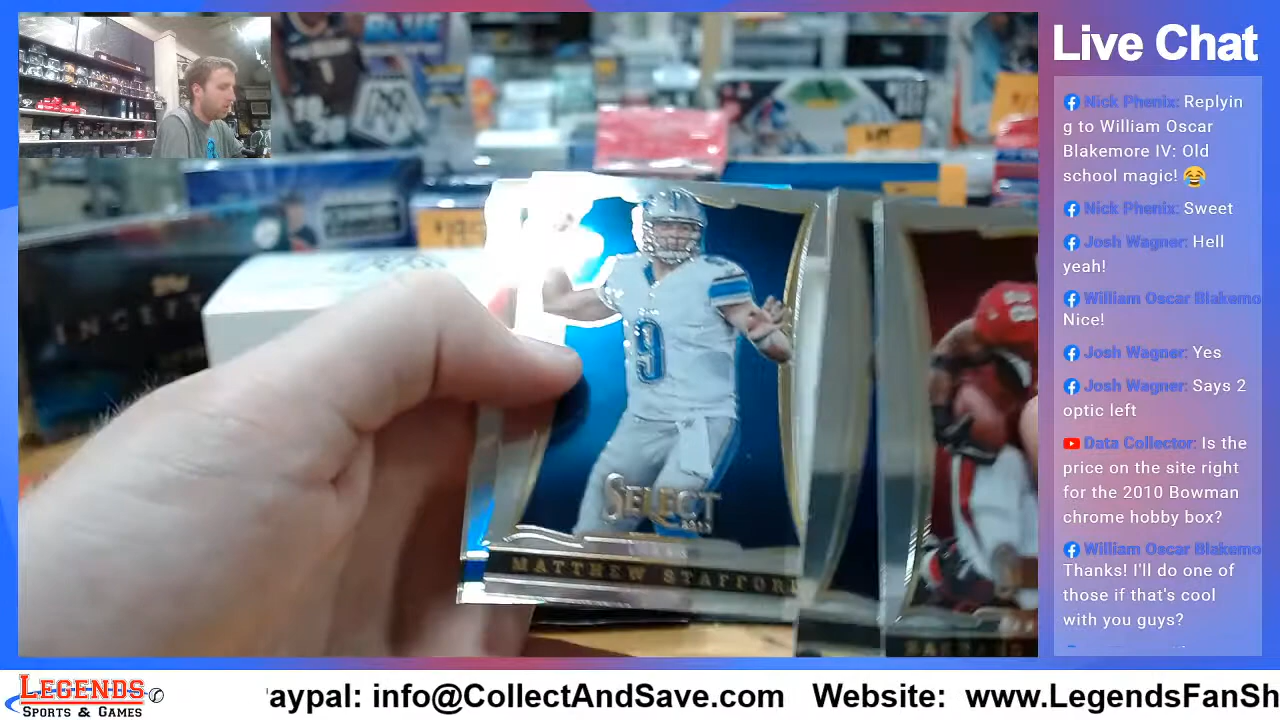 Live Chat
Nick Phenix: Replyin
g to William Oscar
Blakemore IV: Old
school magic! 😂
Nick Phenix: Sweet
Josh Wagner: Hell
yeah!
William Oscar Blakemo
Nice!
Josh Wagner: Yes
Josh Wagner: Says 2
optic left
Data Collector: Is the
price on the site right
for the 2010 Bowman
chrome hobby box?
William Oscar Blakemo
Thanks! I'll do one of
those if that's cool
with you guys?
9
SELECT
MATTHEW STAFFORD
INCEPT
LEGENDS
SPORTS & GAMES
aypal: info@CollectAndSave.com Website: www.LegendsFanSh